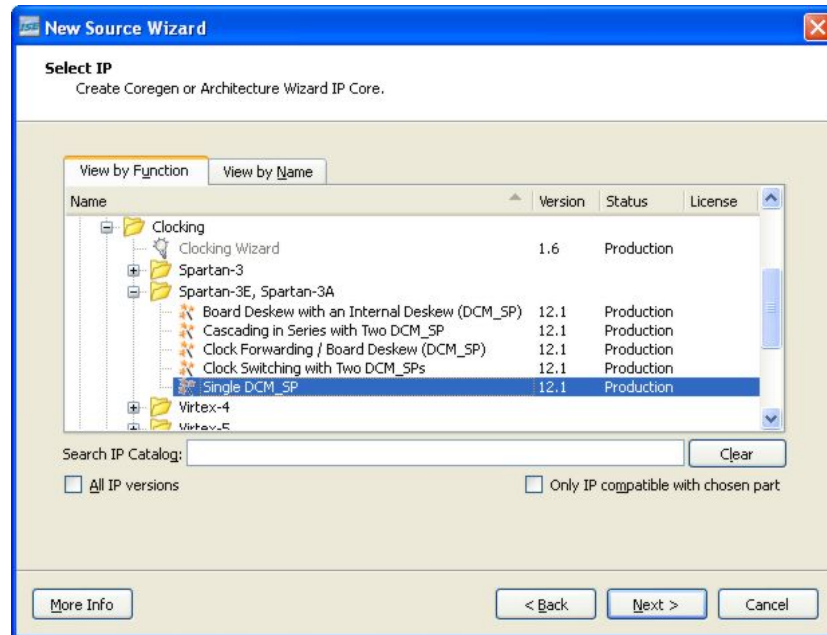 ISE New Source Wizard
Select IP
Create Coregen or Architecture Wizard IP Core.
View by Function View by Name
Name Version Status License
Clocking
Clocking Wizard 1.6 Production
Spartan-3
Spartan-3E, Spartan-3A
Board Deskew with an Internal Deskew (DCM_SP) 12.1 Production
Cascading in Series with Two DCM_SP 12.1 Production
Clock Forwarding / Board Deskew (DCM_SP) 12.1 Production
Clock Switching with Two DCM_SPs 12.1 Production
Single DCM_SP 12.1 Production
Virtex-4
Virtex-5
Search IP Catalog: Clear
All IP versions Only IP compatible with chosen part
More Info < Back Next > Cancel